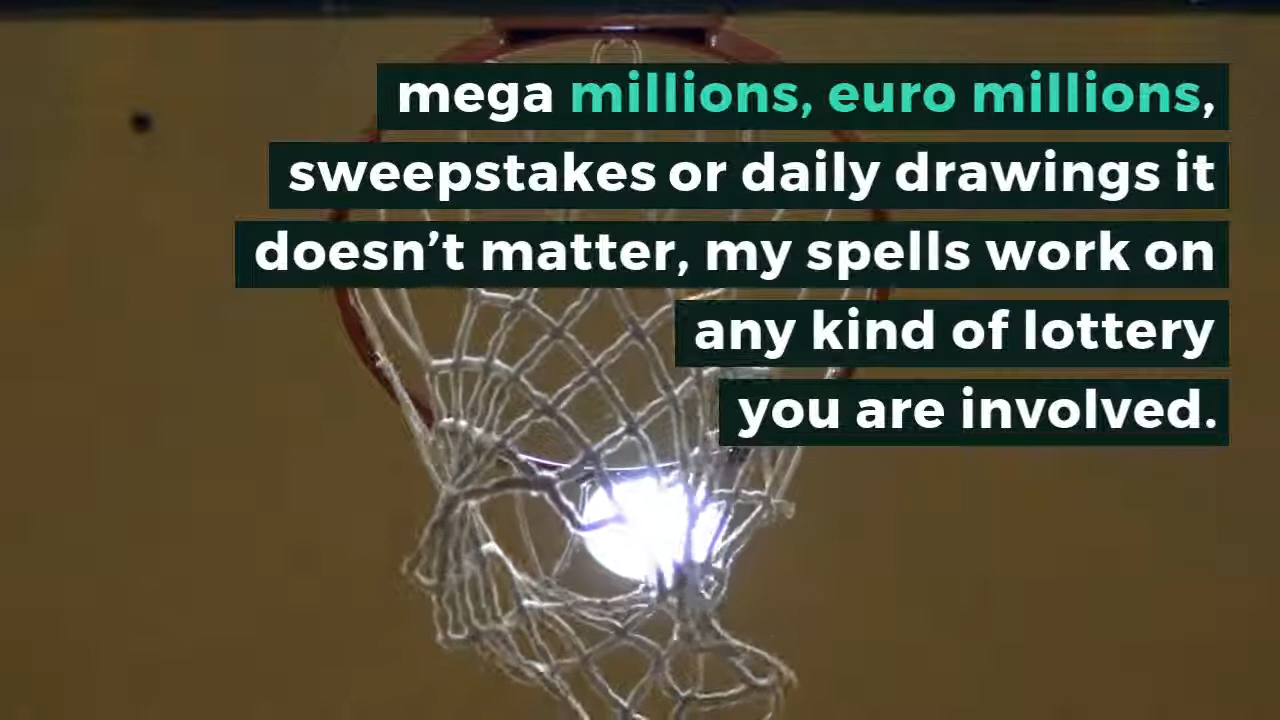 mega millions, euro millions,
sweepstakes or daily drawings it
doesn’t matter, my spells work on
any kind of lottery
you are involved.